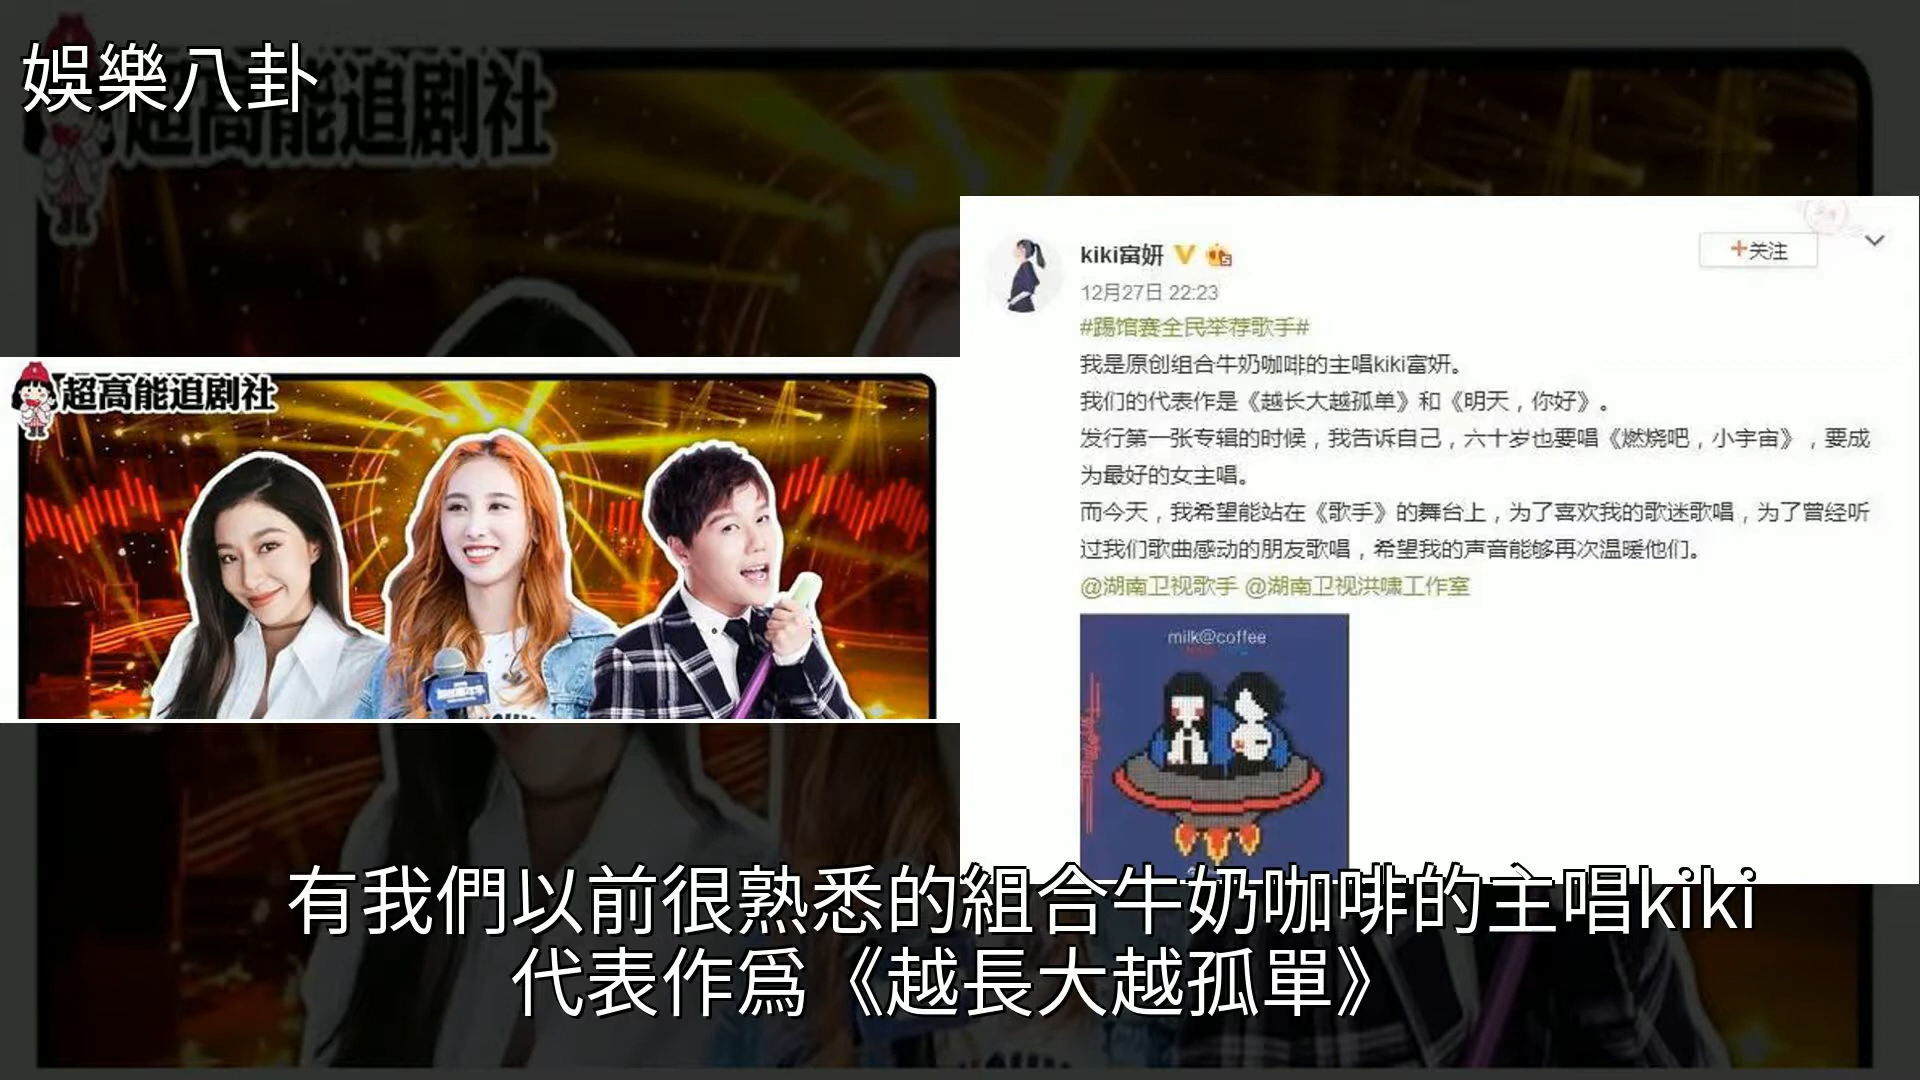 娛樂八卦
超高能追剧社
超高能追剧社
kiki富妍
12月27日 22:23
+关注
#踢馆赛全民举荐歌手#
我是原创组合牛奶咖啡的主唱kiki富妍。
我们的代表作是《越长大越孤单》和《明天，你好》。
发行第一张专辑的时候，我告诉自己，六十岁也要唱《燃烧吧，小宇宙》，要成
为最好的女主唱。
而今天，我希望能站在《歌手》的舞台上，为了喜欢我的歌迷歌唱，为了曾经听
过我们歌曲感动的朋友歌唱，希望我的声音能够再次温暖他们。
@湖南卫视歌手 @湖南卫视洪啸工作室
milk@coffee
有我們以前很熟悉的組合牛奶咖啡的主唱kiki
代表作爲《越長大越孤單》